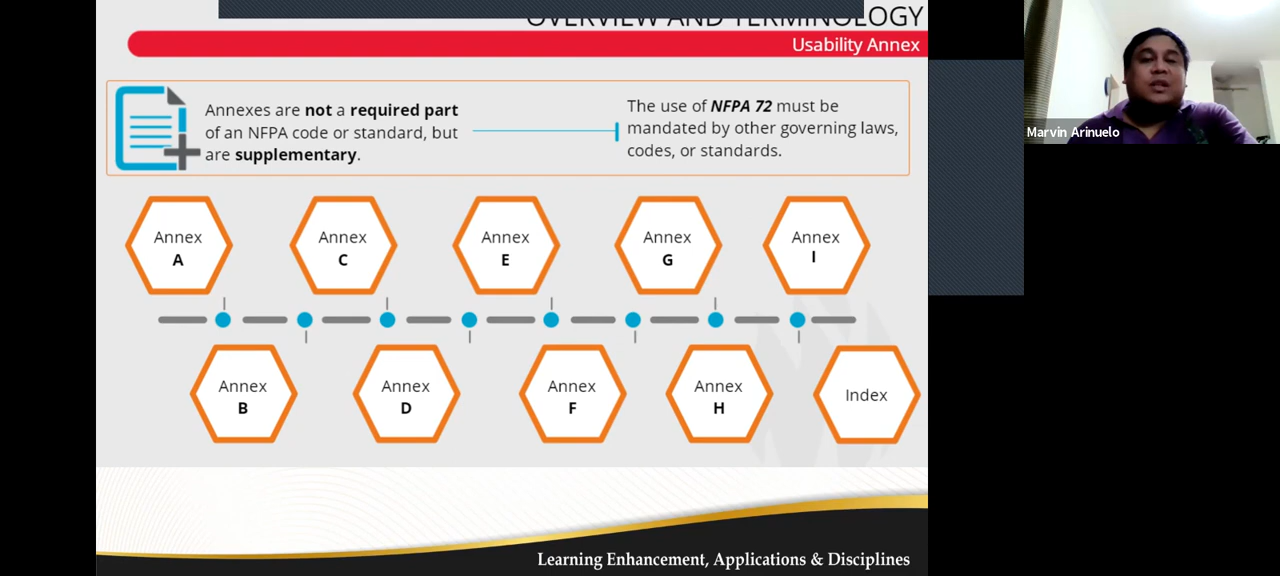 OVERVIEW AND TERMINOLOGY
Usability Annex
Annexes are not a required part
of an NFPA code or standard, but
are supplementary.
The use of NFPA 72 must be
mandated by other governing laws,
codes, or standards.
Annex
A
Annex
C
Annex
E
Annex
G
Annex
I
Annex
B
Annex
D
Annex
F
Annex
H
Index
Learning Enhancement, Applications & Disciplines
Marvin Arinuelo